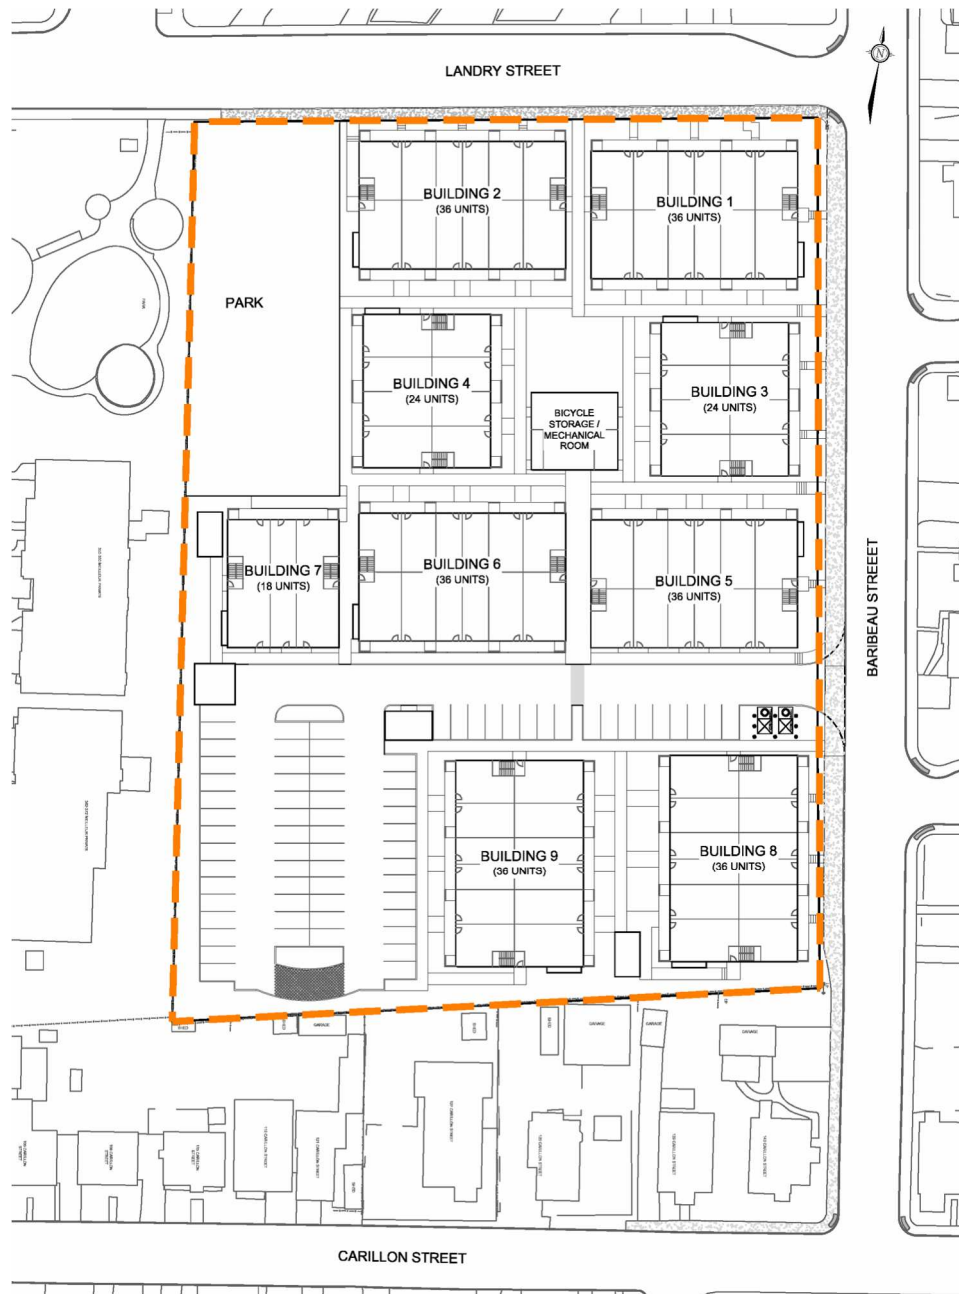 LANDRY STREET
N
BUILDING 2
(36 UNITS)
BUILDING 1
(36 UNITS)
PARK
BUILDING 4
(24 UNITS)
BUILDING 3
(24 UNITS)
BICYCLE
STORAGE /
MECHANICAL
ROOM
BUILDING 7
(18 UNITS)
BUILDING 6
(36 UNITS)
BUILDING 5
(36 UNITS)
BARIBEAU STREEET
BUILDING 9
(36 UNITS)
BUILDING 8
(36 UNITS)
GARAGE
GARAGE
GARAGE
GARAGE
CARILLON STREET